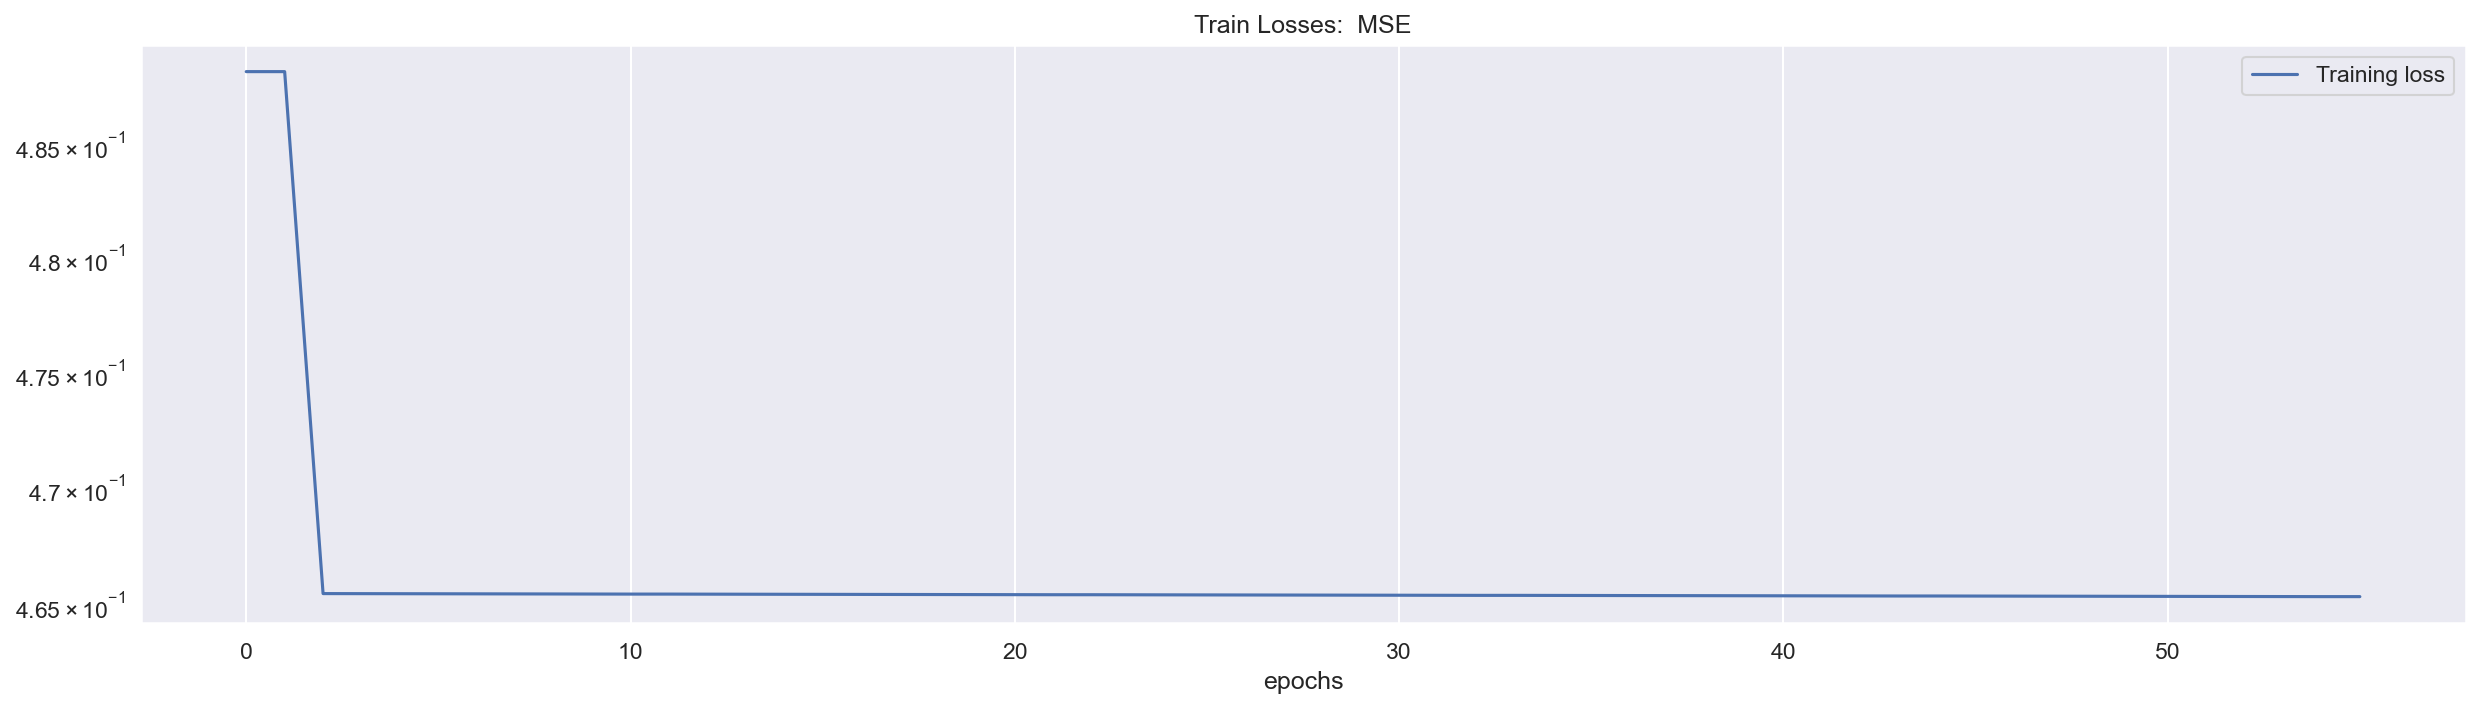 Train Losses:  MSE
Training loss
4.85 × 10⁻¹
4.8 × 10⁻¹
4.75 × 10⁻¹
4.7 × 10⁻¹
4.65 × 10⁻¹
0 10 20 30 40 50
epochs